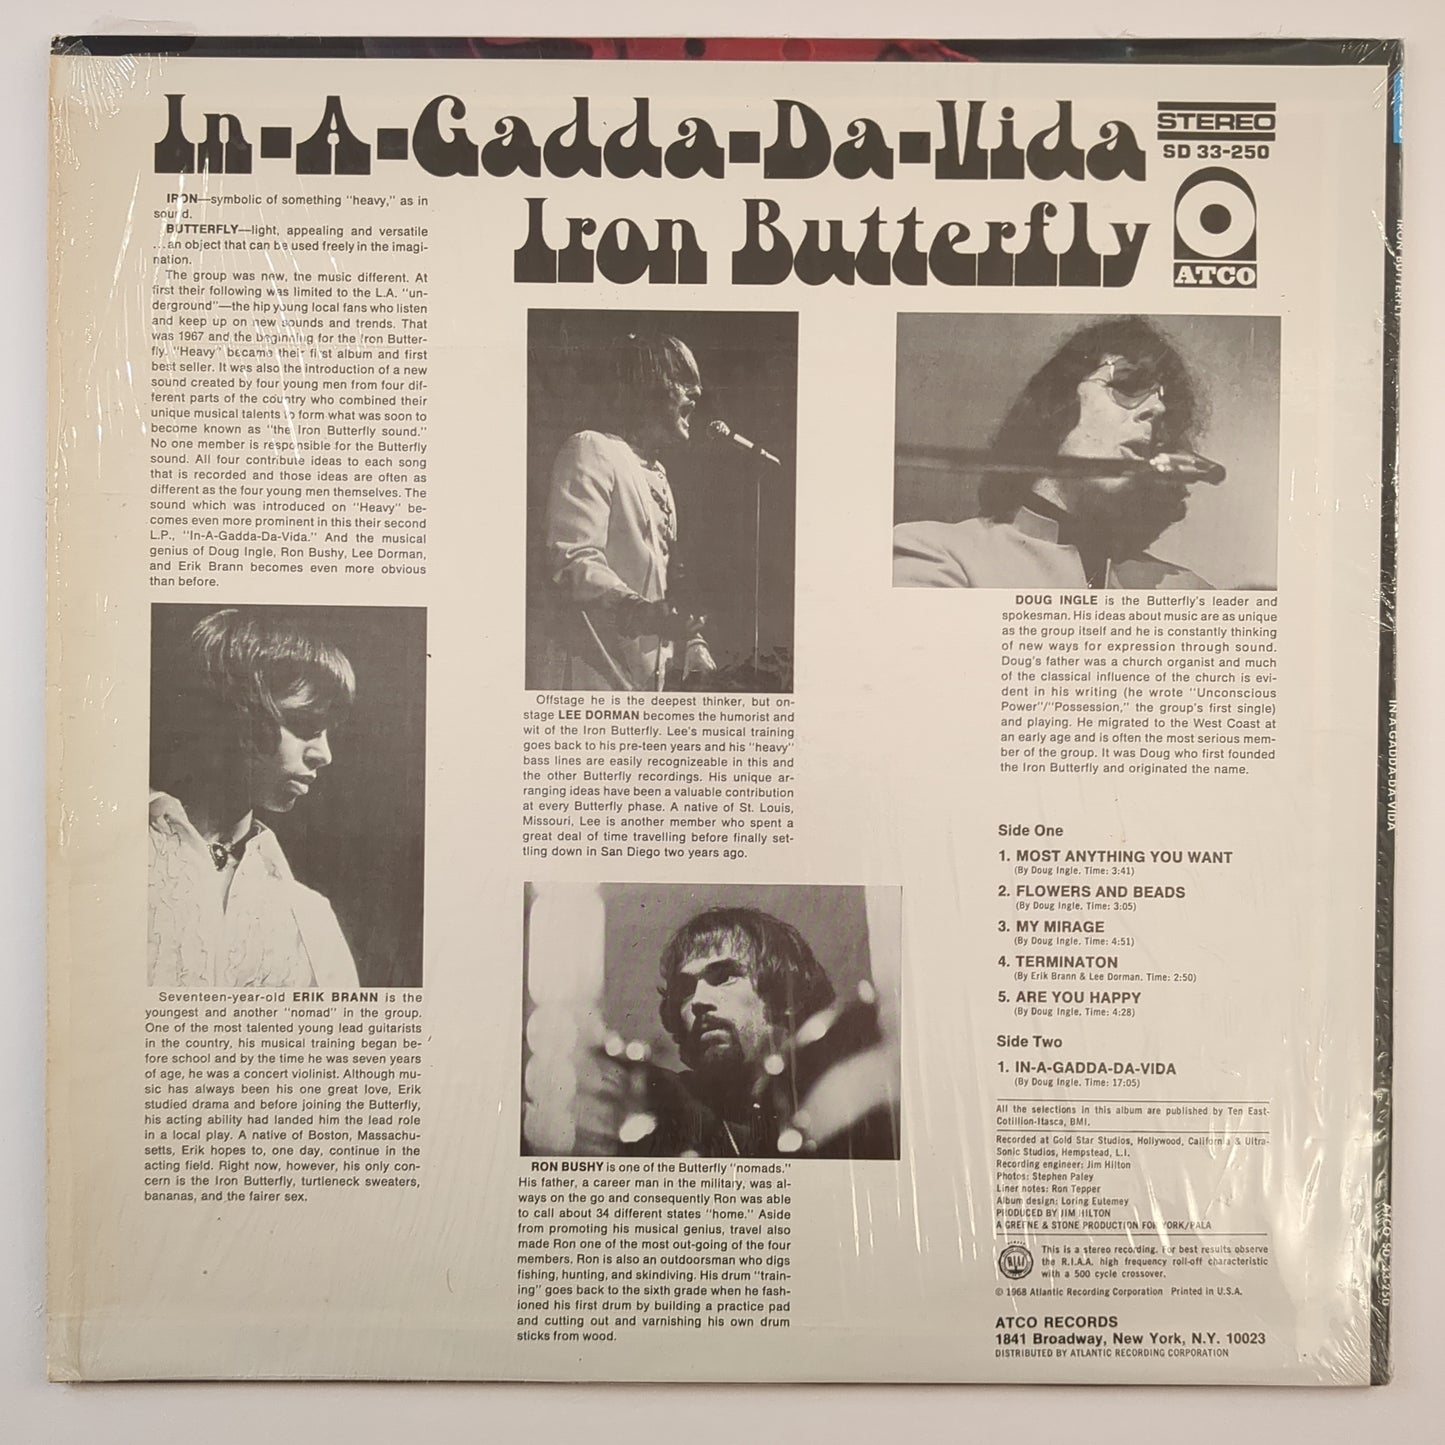 In-A-Gadda-Da-Vida
Iron Butterfly
STEREO
SD 33-250
ATCO
IRON—symbolic of something "heavy," as in
sound.
BUTTERFLY—light, appealing and versatile
...an object that can be used freely in the imagi-
nation.
The group was new, the music different. At
first their following was limited to the L.A. "un-
derground"—the hip young local fans who listen
and keep up on new sounds and trends. That
was 1967 and the beginning for the Iron Butter-
fly. "Heavy" became their first album and first
best seller. It was also the introduction of a new
sound created by four young men from four dif-
ferent parts of the country who combined their
unique musical talents to form what was soon to
become known as "the Iron Butterfly sound."
No one member is responsible for the Butterfly
sound. All four contribute ideas to each song
that is recorded and those ideas are often as
different as the four young men themselves. The
sound which was introduced on "Heavy" be-
comes even more prominent in this their second
L.P., "In-A-Gadda-Da-Vida." And the musical
genius of Doug Ingle, Ron Bushy, Lee Dorman,
and Erik Brann becomes even more obvious
than before.
Seventeen-year-old ERIK BRANN is the
youngest and another "nomad" in the group.
One of the most talented young lead guitarists
in the country, his musical training began be-
fore school and by the time he was seven years
of age, he was a concert violinist. Although mu-
sic has always been his one great love, Erik
studied drama and before joining the Butterfly,
his acting ability had landed him the lead role
in a local play. A native of Boston, Massachu-
setts, Erik hopes to, one day, continue in the
acting field. Right now, however, his only con-
cern is the Iron Butterfly, turtleneck sweaters,
bananas, and the fairer sex.
Offstage he is the deepest thinker, but on-
stage LEE DORMAN becomes the humorist and
wit of the Iron Butterfly. Lee's musical training
goes back to his pre-teen years and his "heavy"
bass lines are easily recognizeable in this and
the other Butterfly recordings. His unique ar-
ranging ideas have been a valuable contribution
at every Butterfly phase. A native of St. Louis,
Missouri, Lee is another member who spent a
great deal of time travelling before finally set-
tling down in San Diego two years ago.
RON BUSHY is one of the Butterfly "nomads."
His father, a career man in the military, was al-
ways on the go and consequently Ron was able
to call about 34 different states "home." Aside
from promoting his musical genius, travel also
made Ron one of the most out-going of the four
members. Ron is also an outdoorsman who digs
fishing, hunting, and skindiving. His drum "train-
ing" goes back to the sixth grade when he fash-
ioned his first drum by building a practice pad
and cutting out and varnishing his own drum
sticks from wood.
DOUG INGLE is the Butterfly's leader and
spokesman. His ideas about music are as unique
as the group itself and he is constantly thinking
of new ways for expression through sound.
Doug's father was a church organist and much
of the classical influence of the church is evi-
dent in his writing (he wrote "Unconscious
Power"/"Possession," the group's first single)
and playing. He migrated to the West Coast at
an early age and is often the most serious mem-
ber of the group. It was Doug who first founded
the Iron Butterfly and originated the name.
Side One
1. MOST ANYTHING YOU WANT
(By Doug Ingle. Time: 3:41)
2. FLOWERS AND BEADS
(By Doug Ingle. Time: 3:05)
3. MY MIRAGE
(By Doug Ingle. Time: 4:51)
4. TERMINATON
(By Erik Brann & Lee Dorman. Time: 2:50)
5. ARE YOU HAPPY
(By Doug Ingle. Time: 4:28)
Side Two
1. IN-A-GADDA-DA-VIDA
(By Doug Ingle. Time: 17:05)
All the selections in this album are published by Ten East-
Cotillion-Itasca, BMI.
Recorded at Gold Star Studios, Hollywood, California & Ultra-
Sonic Studios, Hempstead, L.I.
Recording engineer: Jim Hilton
Photos: Stephen Paley
Liner notes: Ron Tepper
Album design: Loring Eutemey
PRODUCED BY JIM HILTON
A GREENE & STONE PRODUCTION FOR YORK/PALA
This is a stereo recording. For best results observe
the R.I.A.A. high frequency roll-off characteristic
with a 500 cycle crossover.
© 1968 Atlantic Recording Corporation Printed in U.S.A.
ATCO RECORDS
1841 Broadway, New York, N.Y. 10023
DISTRIBUTED BY ATLANTIC RECORDING CORPORATION
IRON BUTTERFLY
IN-A-GADDA-DA-VIDA
ATCO SD 33-250